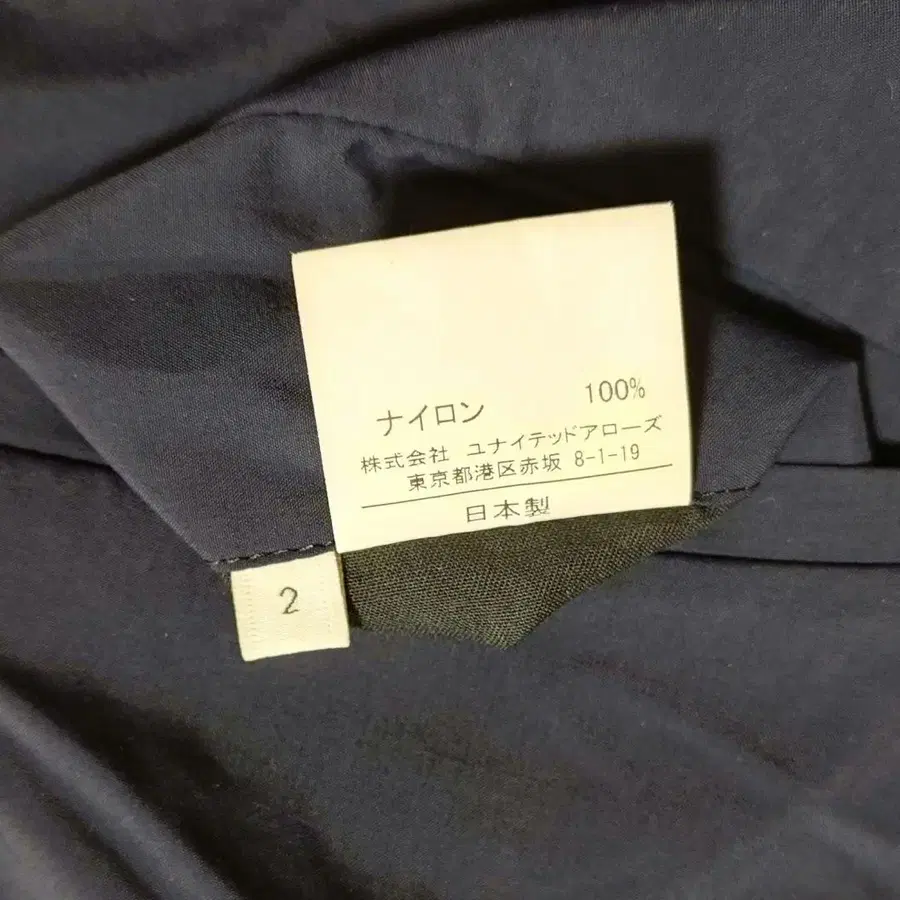 ナイロン 100%
株式会社 ユナイテッドアローズ
東京都港区赤坂 8-1-19
日本製
2